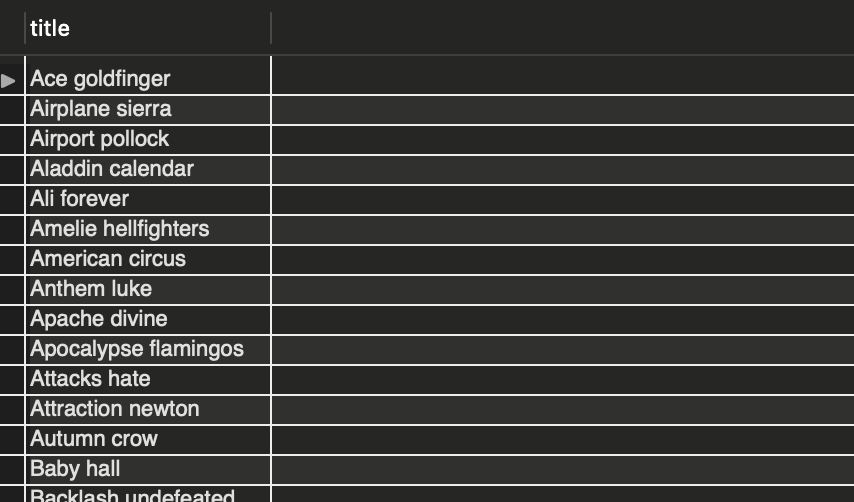 title
Ace goldfinger
Airplane sierra
Airport pollock
Aladdin calendar
Ali forever
Amelie hellfighters
American circus
Anthem luke
Apache divine
Apocalypse flamingos
Attacks hate
Attraction newton
Autumn crow
Baby hall
Backlash undefeated